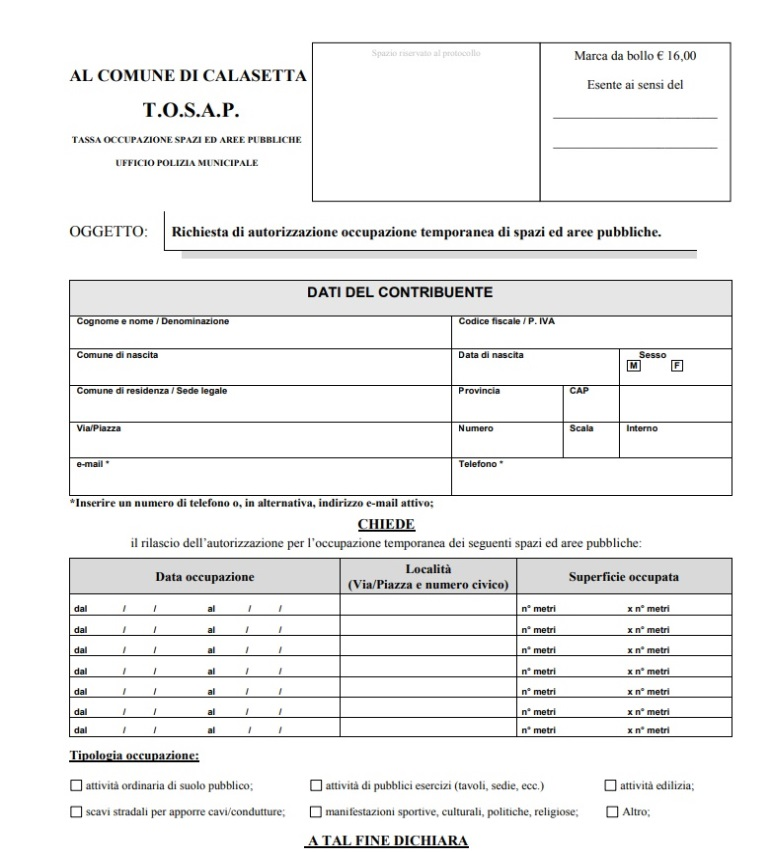 AL COMUNE DI CALASETTA
T.O.S.A.P.
TASSA OCCUPAZIONE SPAZI ED AREE PUBBLICHE
UFFICIO POLIZIA MUNICIPALE
Spazio riservato al protocollo
Marca da bollo € 16,00
Esente ai sensi del
OGGETTO: Richiesta di autorizzazione occupazione temporanea di spazi ed aree pubbliche.
DATI DEL CONTRIBUENTE
Cognome e nome / Denominazione Codice fiscale / P. IVA
Comune di nascita Data di nascita Sesso
M F
Comune di residenza / Sede legale Provincia CAP
Via/Piazza Numero Scala Interno
e-mail * Telefono *
*Inserire un numero di telefono o, in alternativa, indirizzo e-mail attivo;
CHIEDE
il rilascio dell'autorizzazione per l'occupazione temporanea dei seguenti spazi ed aree pubbliche:
Data occupazione Località Superficie occupata
(Via/Piazza e numero civico)
dal / / al / / n° metri x n° metri
dal / / al / / n° metri x n° metri
dal / / al / / n° metri x n° metri
dal / / al / / n° metri x n° metri
dal / / al / / n° metri x n° metri
dal / / al / / n° metri x n° metri
dal / / al / / n° metri x n° metri
Tipologia occupazione:
attività ordinaria di suolo pubblico; attività di pubblici esercizi (tavoli, sedie, ecc.) attività edilizia;
scavi stradali per apporre cavi/condutture; manifestazioni sportive, culturali, politiche, religiose; Altro;
A TAL FINE DICHIARA